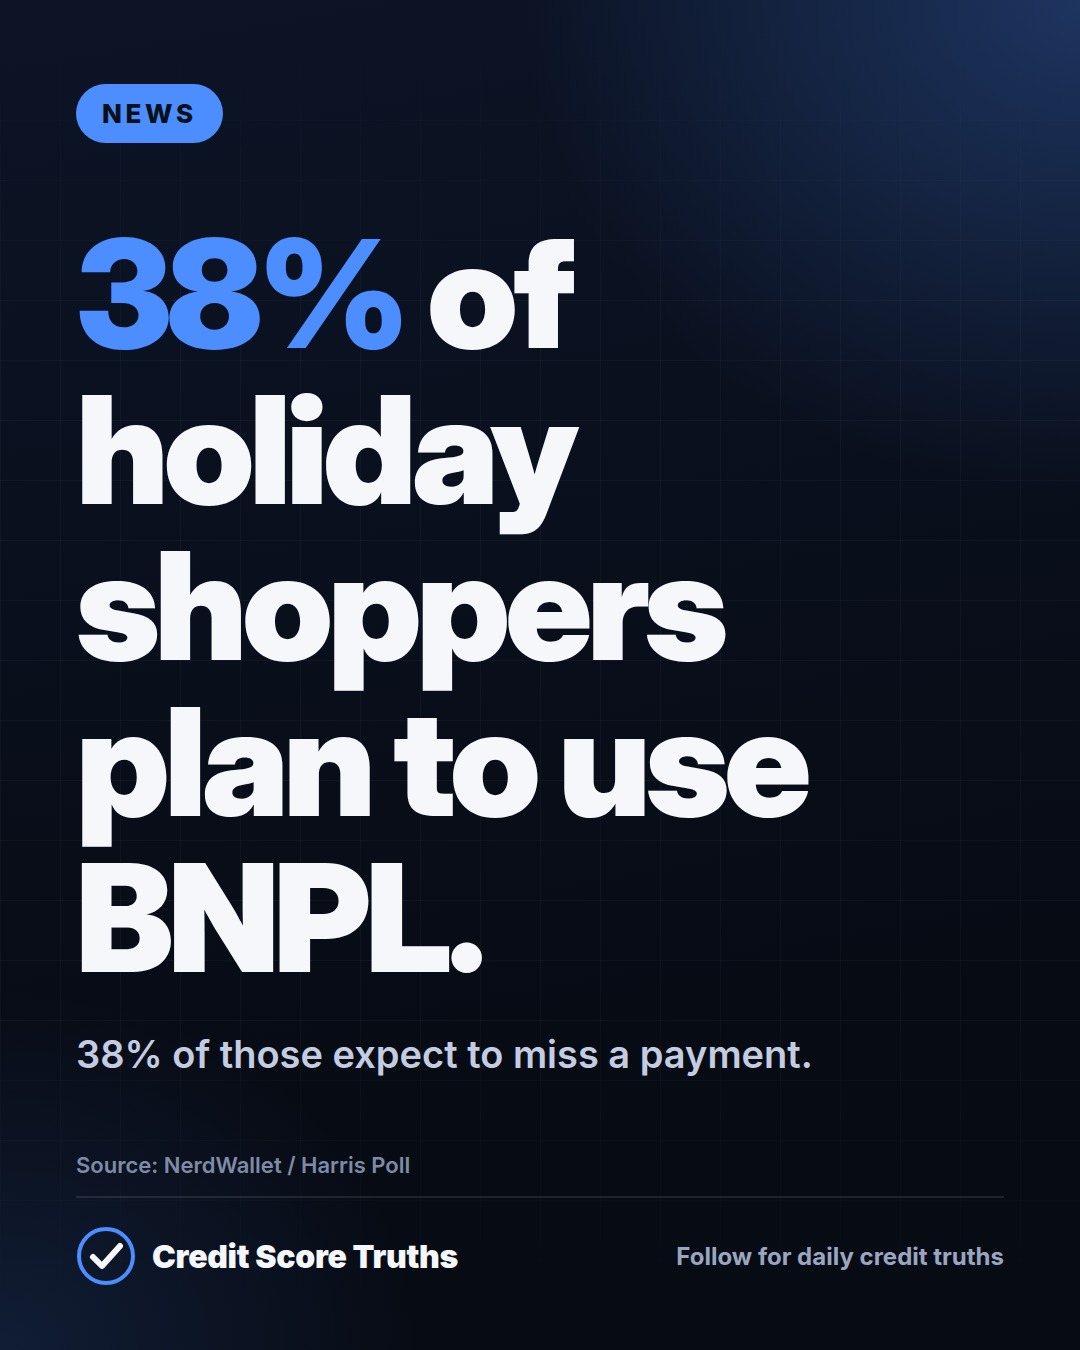 NEWS
38% of
holiday
shoppers
plan to use
BNPL.
38% of those expect to miss a payment.
Source: NerdWallet / Harris Poll
Credit Score Truths
Follow for daily credit truths